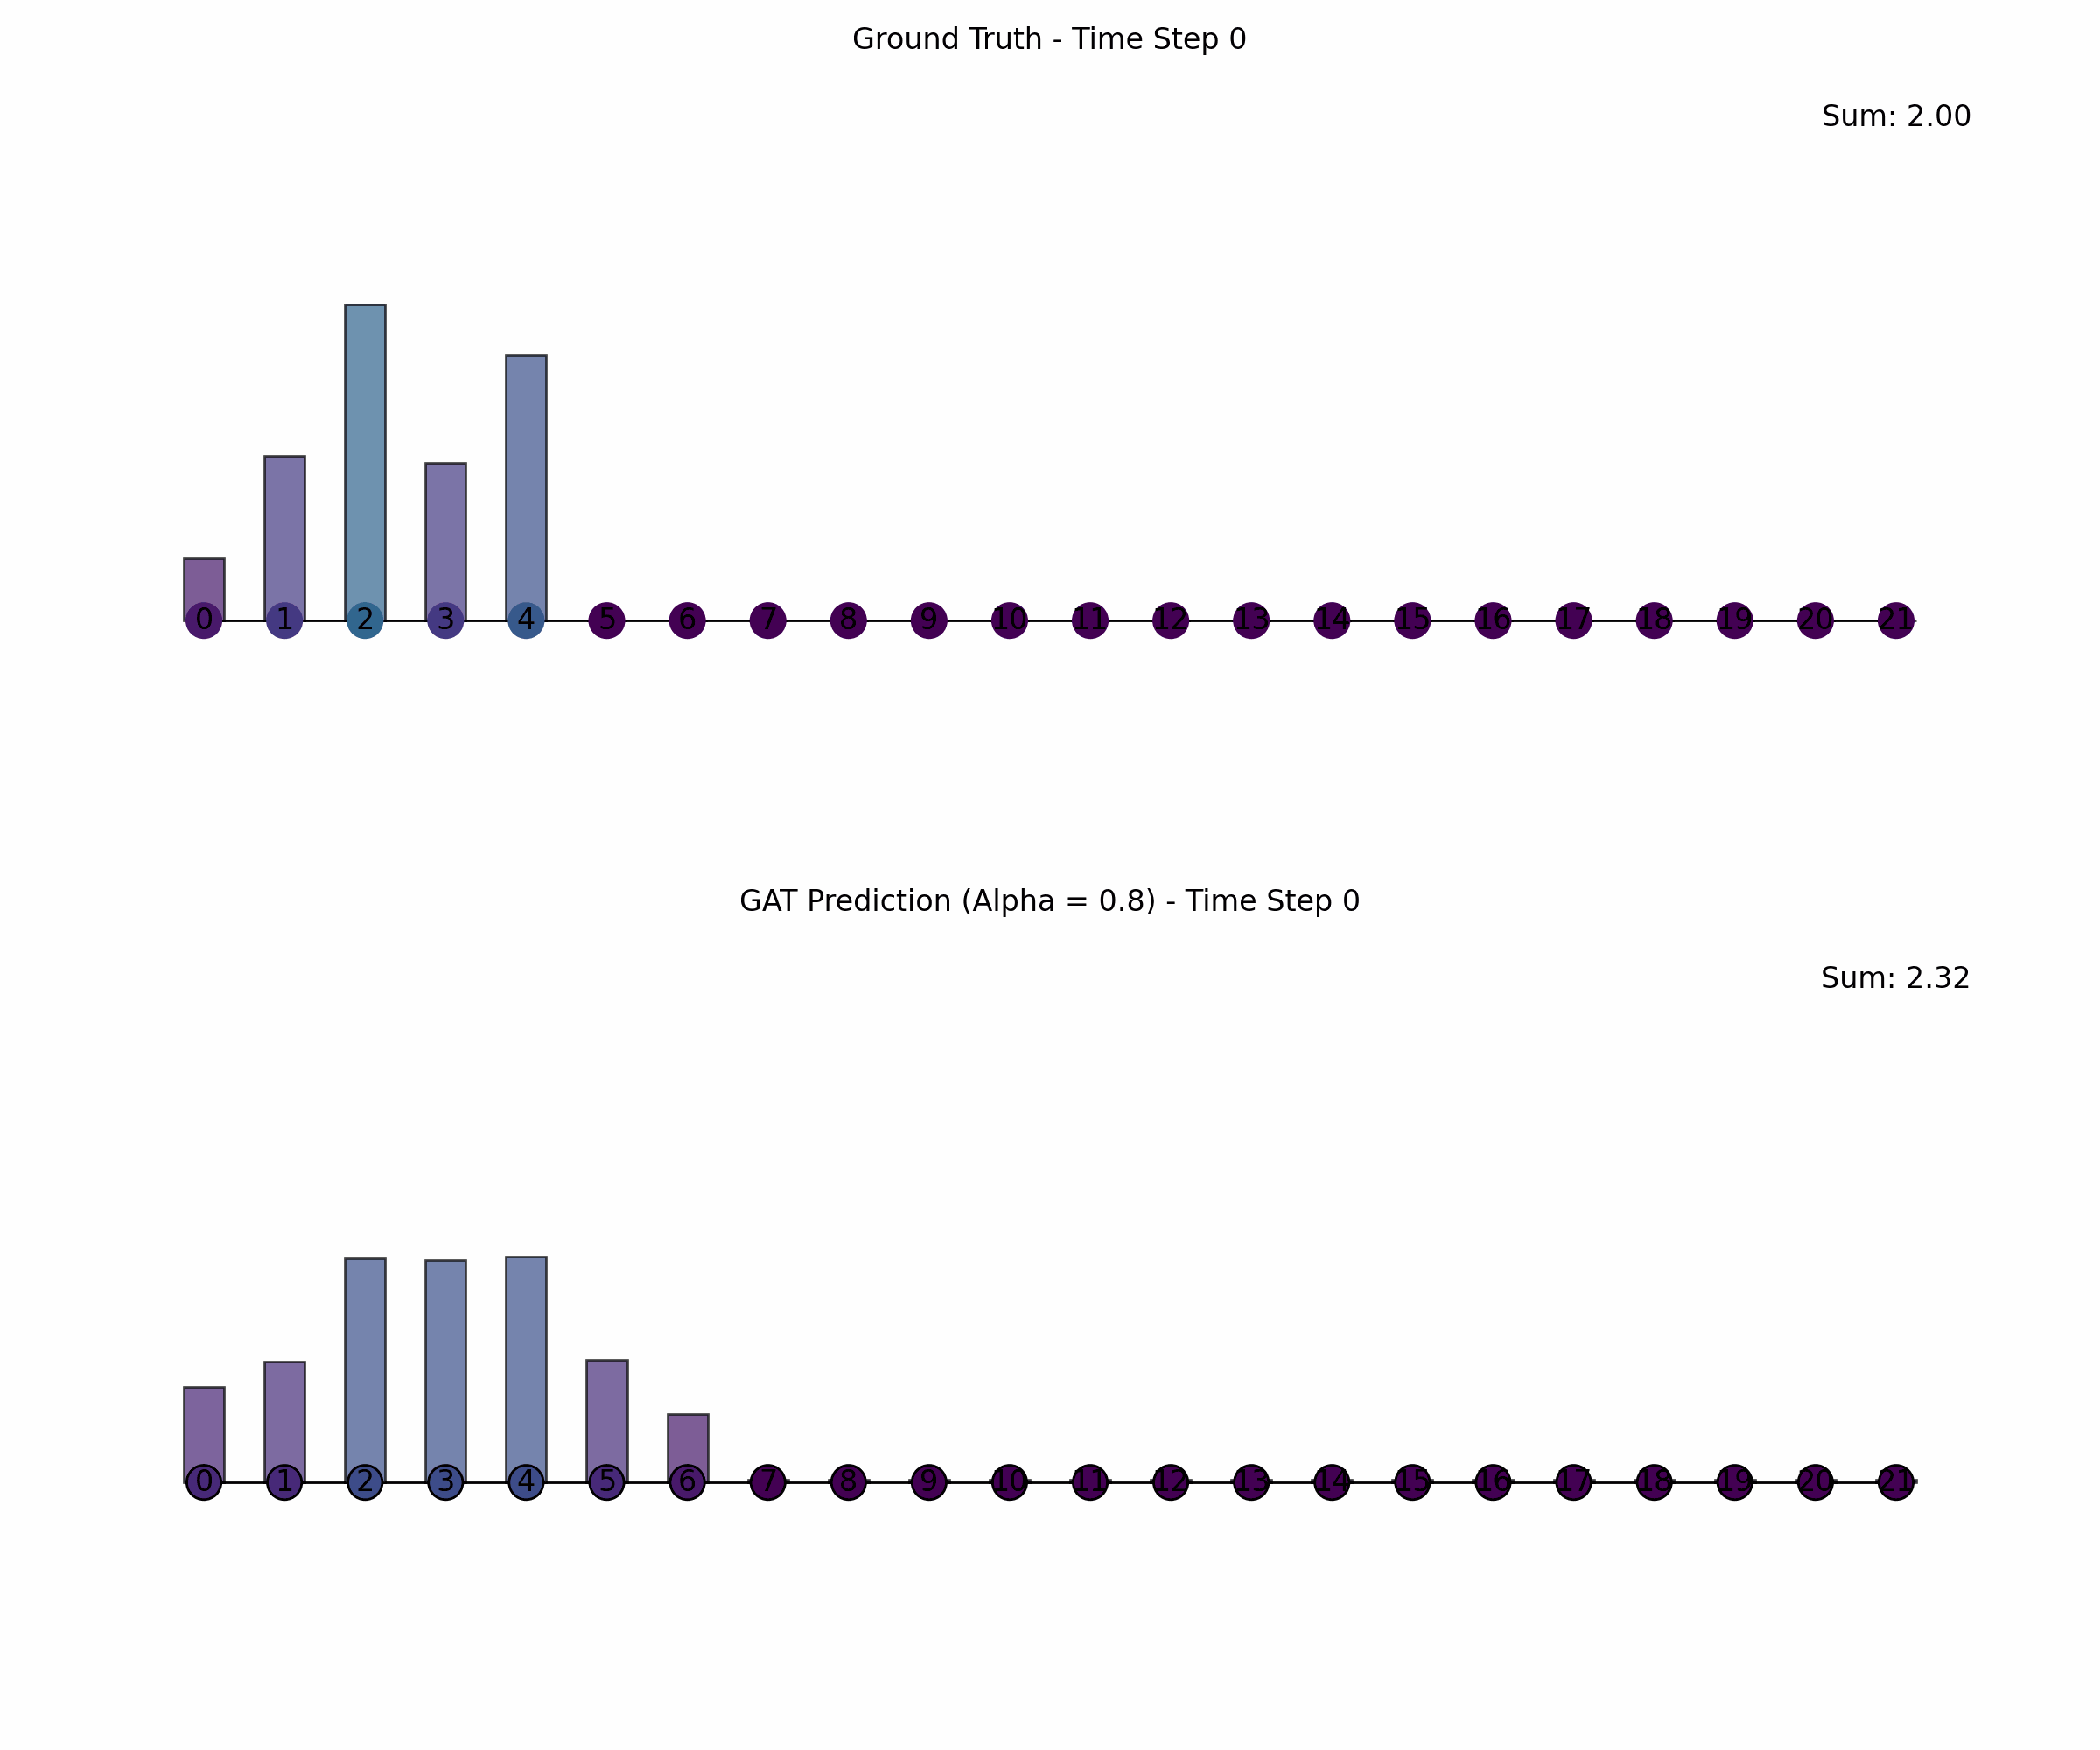 Ground Truth - Time Step 0
Sum: 2.00
0 1 2 3 4 5 6 7 8 9 10 11 12 13 14 15 16 17 18 19 20 21
GAT Prediction (Alpha = 0.8) - Time Step 0
Sum: 2.32
0 1 2 3 4 5 6 7 8 9 10 11 12 13 14 15 16 17 18 19 20 21